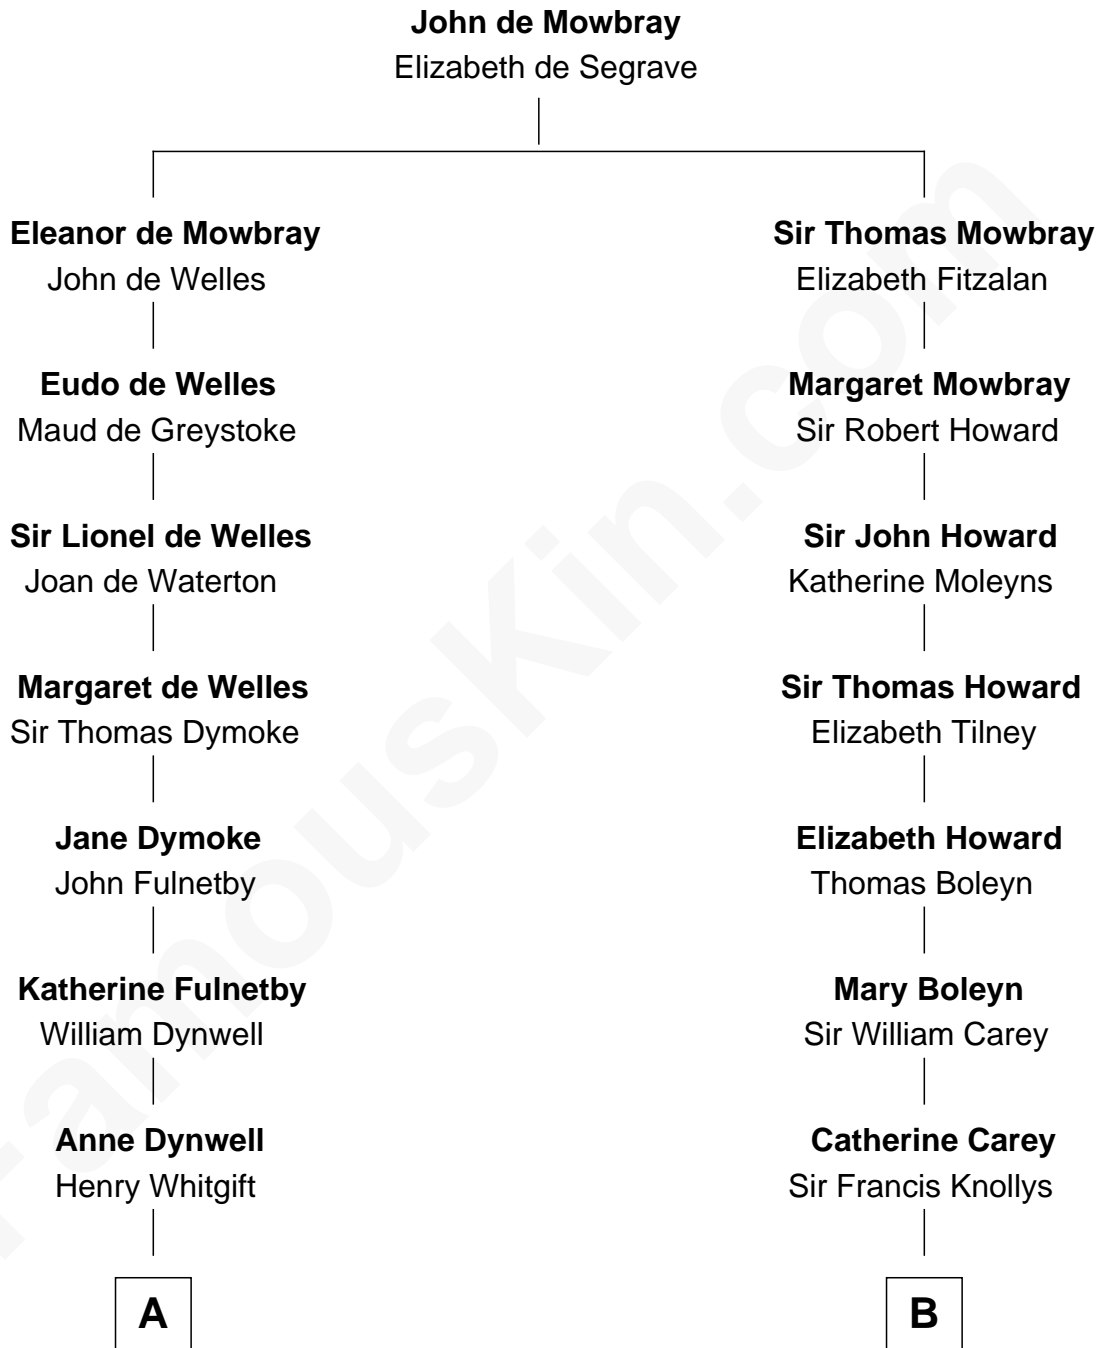 John de Mowbray
Elizabeth de Segrave
Eleanor de Mowbray
John de Welles
Sir Thomas Mowbray
Elizabeth Fitzalan
Eudo de Welles
Maud de Greystoke
Margaret Mowbray
Sir Robert Howard
Sir Lionel de Welles
Joan de Waterton
Sir John Howard
Katherine Moleyns
Margaret de Welles
Sir Thomas Dymoke
Sir Thomas Howard
Elizabeth Tilney
Jane Dymoke
John Fulnetby
Elizabeth Howard
Thomas Boleyn
Katherine Fulnetby
William Dynwell
Mary Boleyn
Sir William Carey
Anne Dynwell
Henry Whitgift
Catherine Carey
Sir Francis Knollys
A
B
FamousKin.com